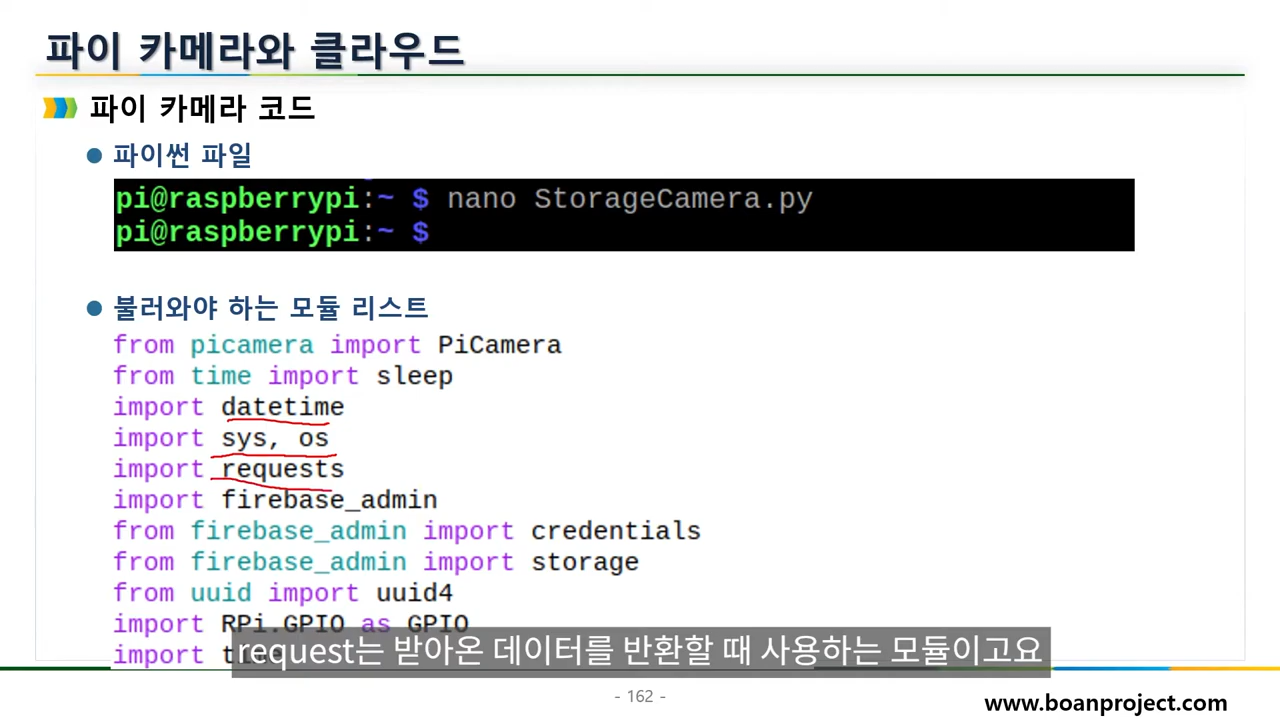 파이 카메라와 클라우드
파이 카메라 코드
파이썬 파일
pi@raspberrypi:~ $ nano StorageCamera.py
pi@raspberrypi:~ $
불러와야 하는 모듈 리스트
from picamera import PiCamera
from time import sleep
import datetime
import sys, os
import requests
import firebase_admin
from firebase_admin import credentials
from firebase_admin import storage
from uuid import uuid4
import RPi.GPIO as GPIO
import time
request는 받아온 데이터를 반환할 때 사용하는 모듈이고요
- 162 -
www.boanproject.com